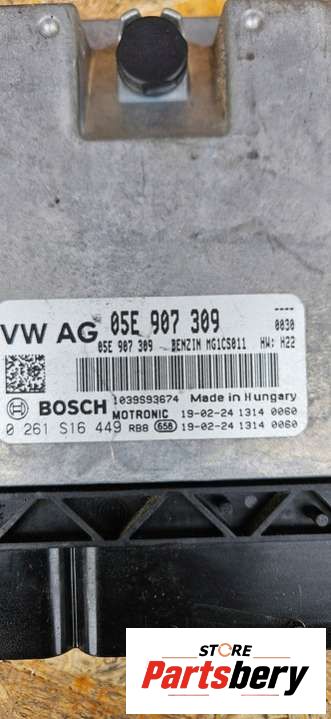 ----
VW AG 05E 907 309 0030
05E 907 309 BENZIN MG1CS011 HW: H22
BOSCH 1039S93674 Made in Hungary
MOTRONIC 19-02-24 1314 0060
0 261 S16 449 RB8 658 19-02-24 1314 0060
STORE
Partsbery